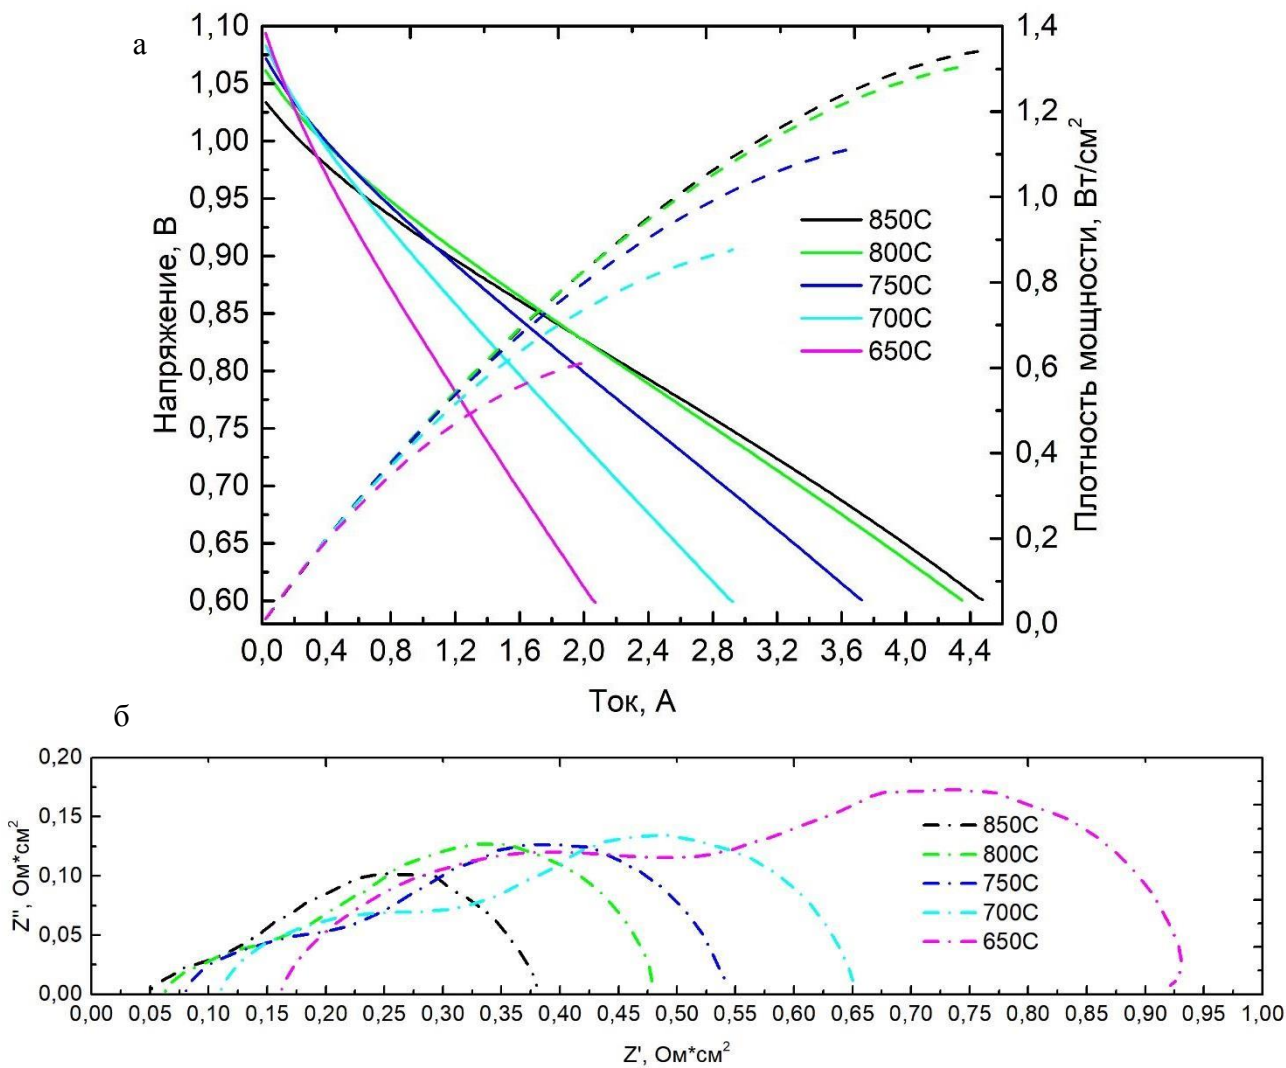 а
1,10
1,05
1,00
0,95
0,90
0,85
0,80
0,75
0,70
0,65
0,60
Напряжение, В
850C
800C
750C
700C
650C
1,4
1,2
1,0
0,8
0,6
0,4
0,2
0,0
Плотность мощности, Вт/см²
0,0 0,4 0,8 1,2 1,6 2,0 2,4 2,8 3,2 3,6 4,0 4,4
Ток, А
б
0,20
0,15
0,10
0,05
0,00
Z'', Ом*см²
850C
800C
750C
700C
650C
0,00 0,05 0,10 0,15 0,20 0,25 0,30 0,35 0,40 0,45 0,50 0,55 0,60 0,65 0,70 0,75 0,80 0,85 0,90 0,95 1,00
Z', Ом*см²